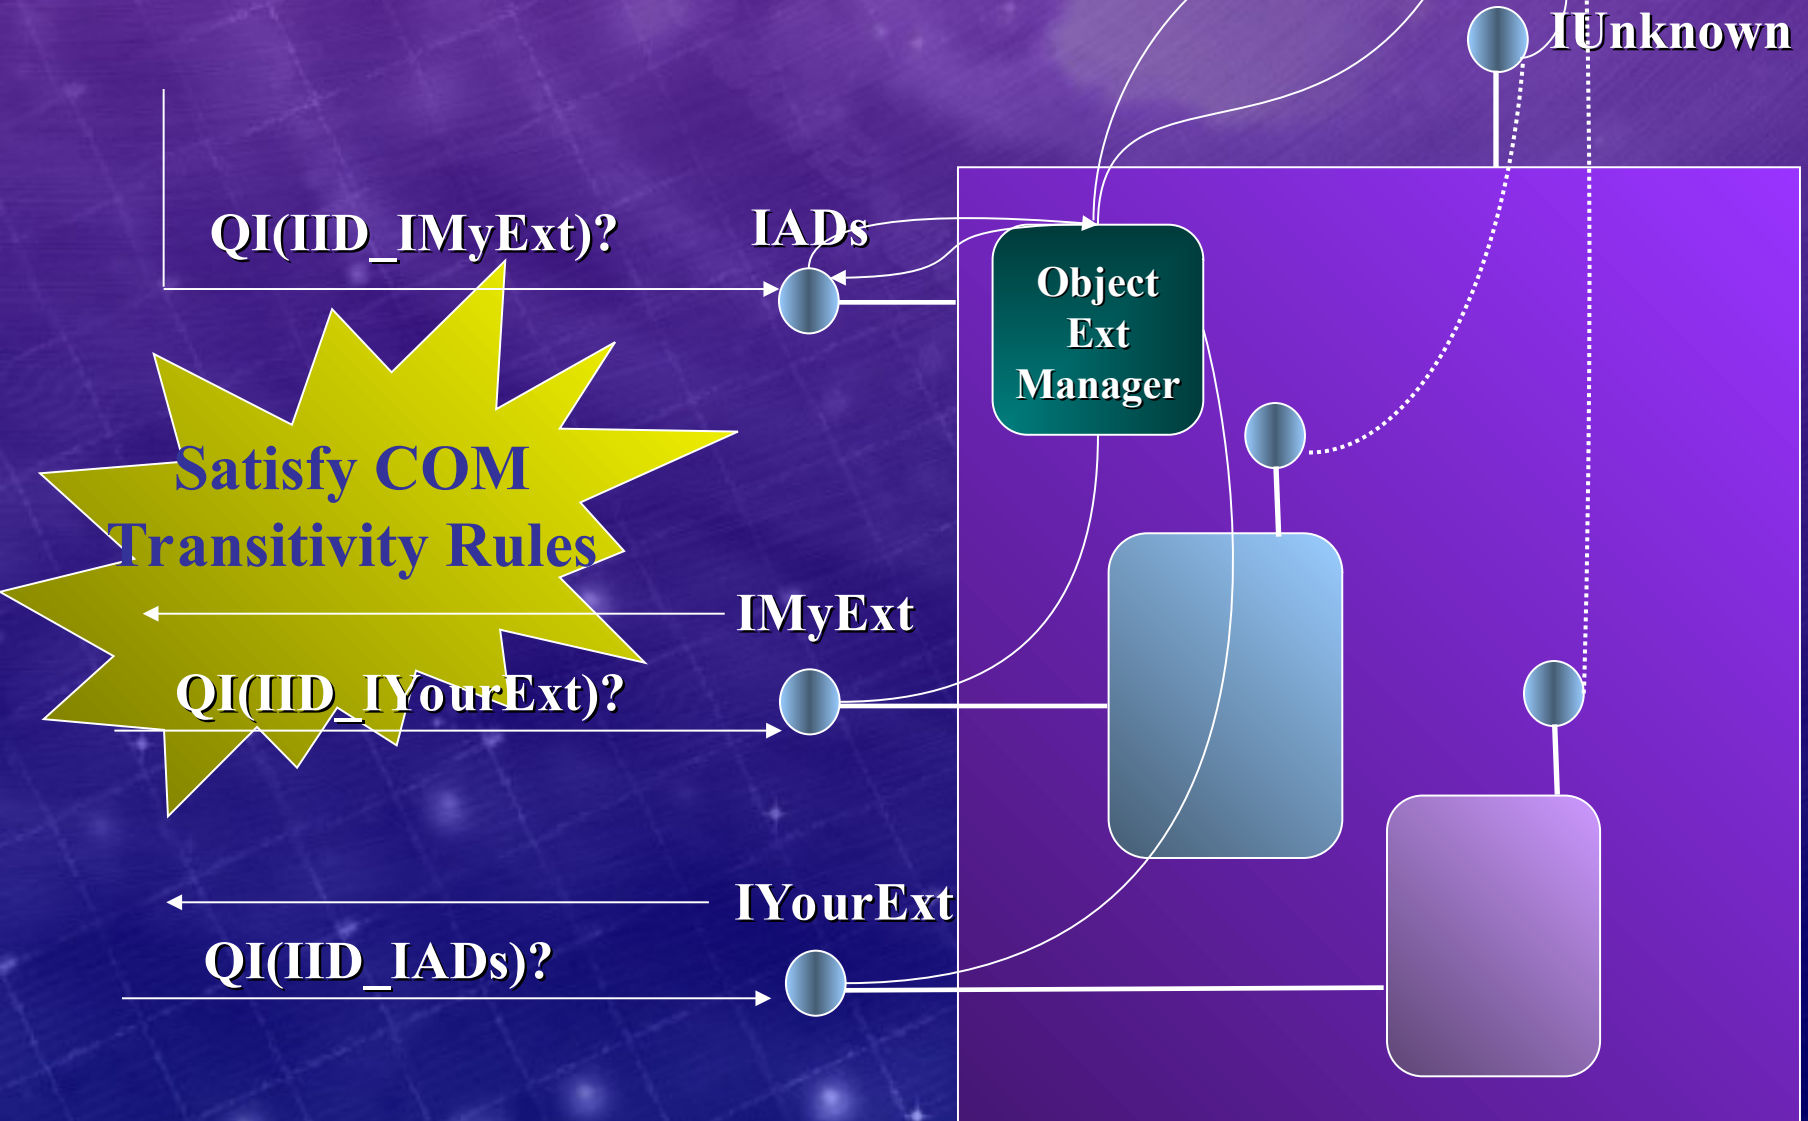 IUnknown
QI(IID_IMyExt)?
IADs
Object
Ext
Manager
Satisfy COM
Transitivity Rules
IMyExt
QI(IID_IYourExt)?
IYourExt
QI(IID_IADs)?